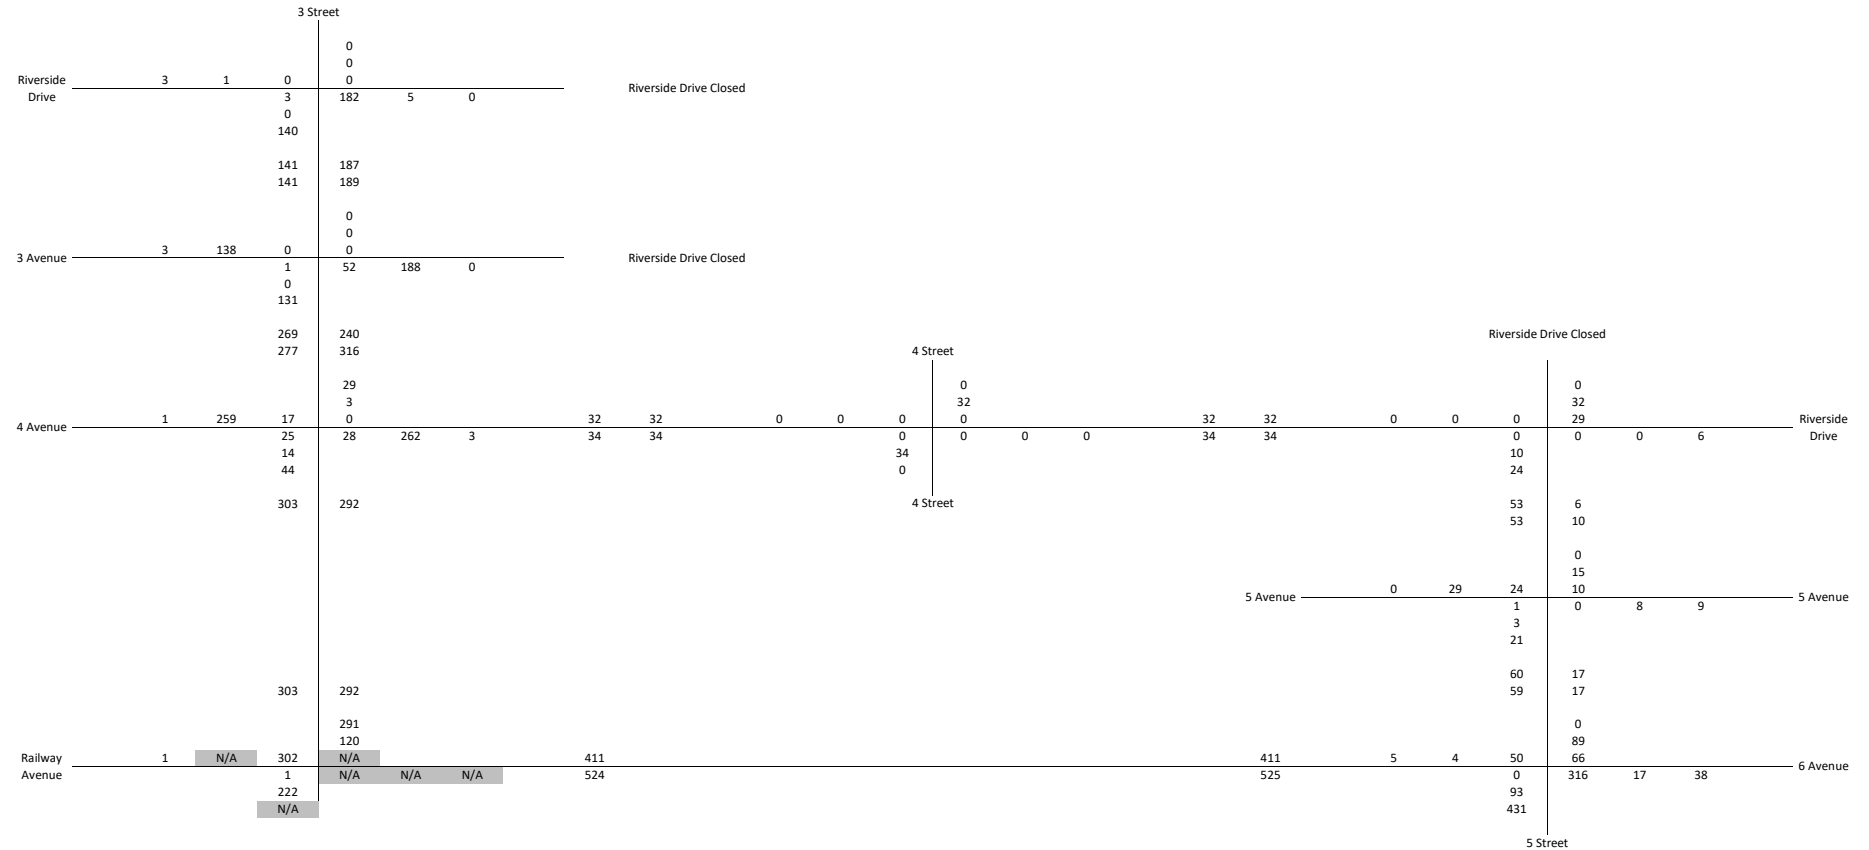 3 Street
0
0
Riverside 3 1 0 0
Drive 3 182 5 0 Riverside Drive Closed
0
140
141 187
141 189
0
0
3 138 0 0
3 Avenue 1 52 188 0 Riverside Drive Closed
0
131
269 240 Riverside Drive Closed
277 316 4 Street
29 0 0
3 32 32
1 259 17 0 32 32 0 0 0 0 32 32 0 0 0 29 Riverside
4 Avenue 25 28 262 3 34 34 0 0 0 0 34 34 0 0 0 6 Drive
14 34 10
44 0 24
303 292 4 Street 53 6
53 10
0
15
0 29 24 10
5 Avenue 1 0 8 9 5 Avenue
3
21
60 17
303 292 59 17
291 0
120 89
Railway 1 N/A 302 N/A 411 411 5 4 50 66
Avenue 1 N/A N/A N/A 524 525 0 316 17 38 6 Avenue
222 93
N/A 431
5 Street